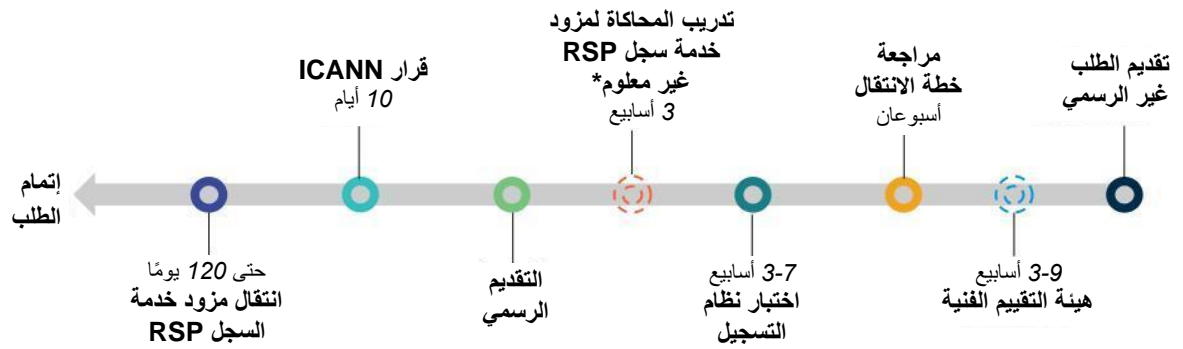 تقديم الطلب
غير الرسمي
3-9 أسابيع
هيئة التقييم الفنية
مراجعة
خطة الانتقال
أسبوعان
3-7 أسابيع
اختبار نظام
التسجيل
تدريب المحاكاة لمزود
خدمة سجل RSP
غير معلوم*
3 أسابيع
التقديم
الرسمي
قرار ICANN
10 أيام
حتى 120 يومًا
انتقال مزود خدمة
السجل RSP
إتمام
الطلب